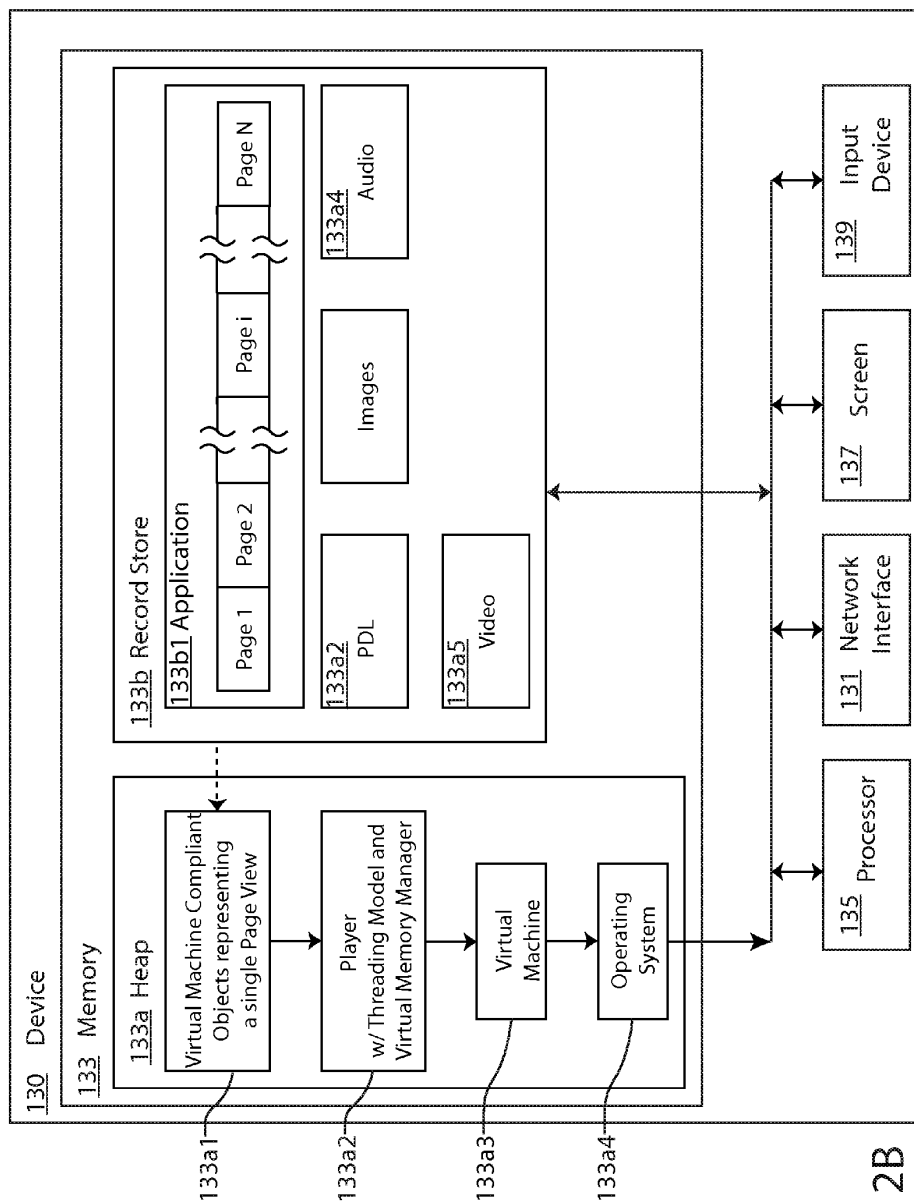 130 Device
133 Memory
133a Heap
Virtual Machine Compliant
Objects representing
a single Page View
Player
w/ Threading Model and
Virtual Memory Manager
Virtual
Machine
Operating
System
133a1
133a2
133a3
133a4
133b Record Store
133b1 Application
Page 1
Page 2
Page i
Page N
133a2
PDL
Images
133a4
Audio
133a5
Video
135 Processor
131 Network
Interface
137 Screen
139 Input
Device
2B